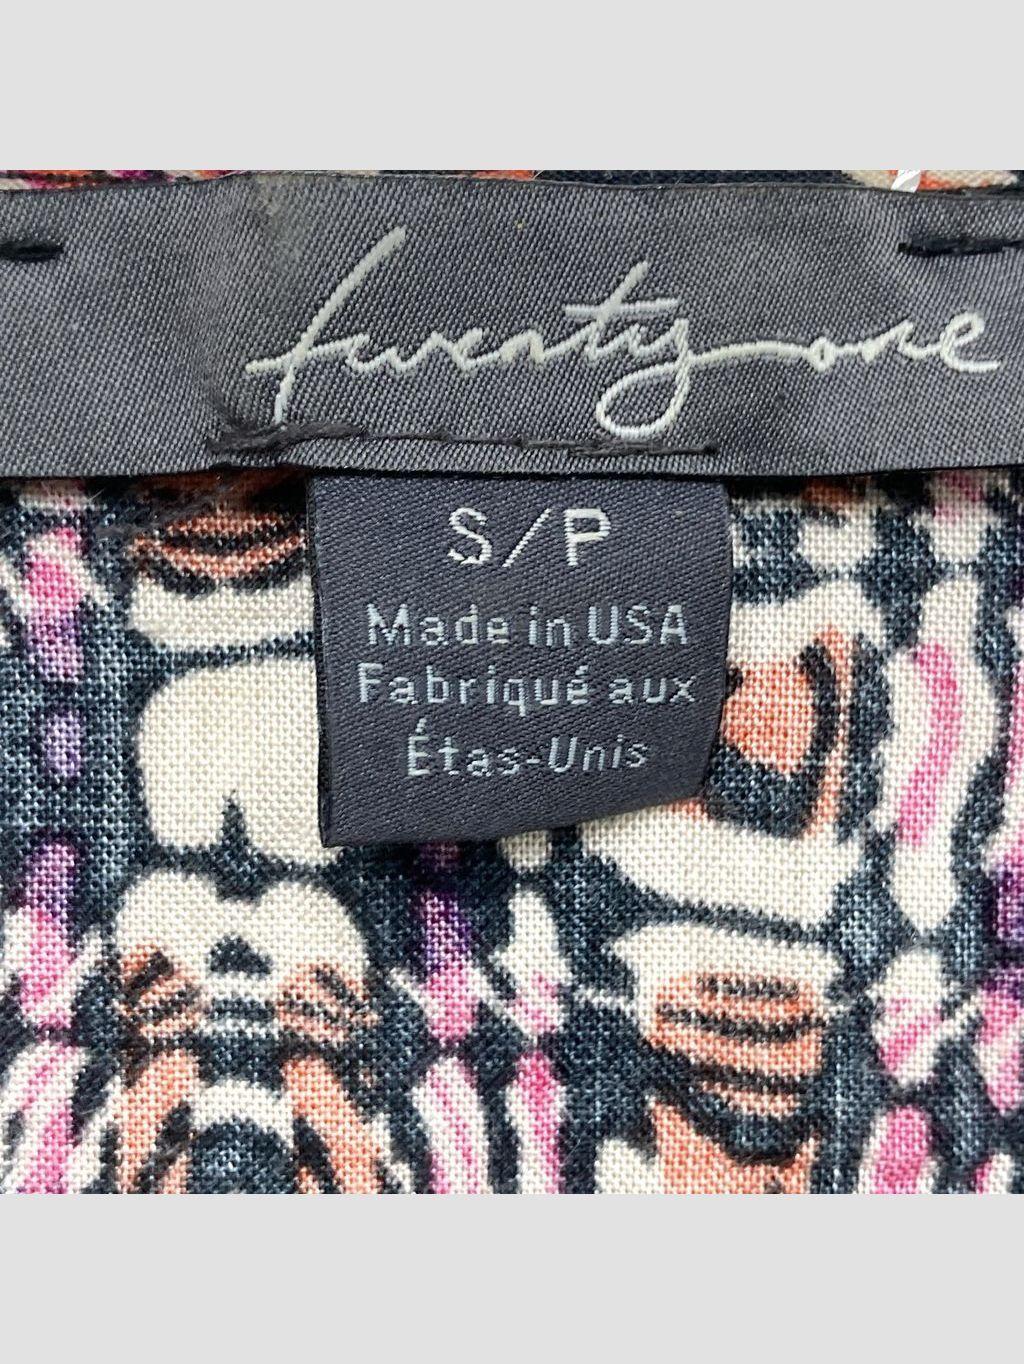 twenty one
S/P
Made in USA
Fabriqué aux
Étas-Unis